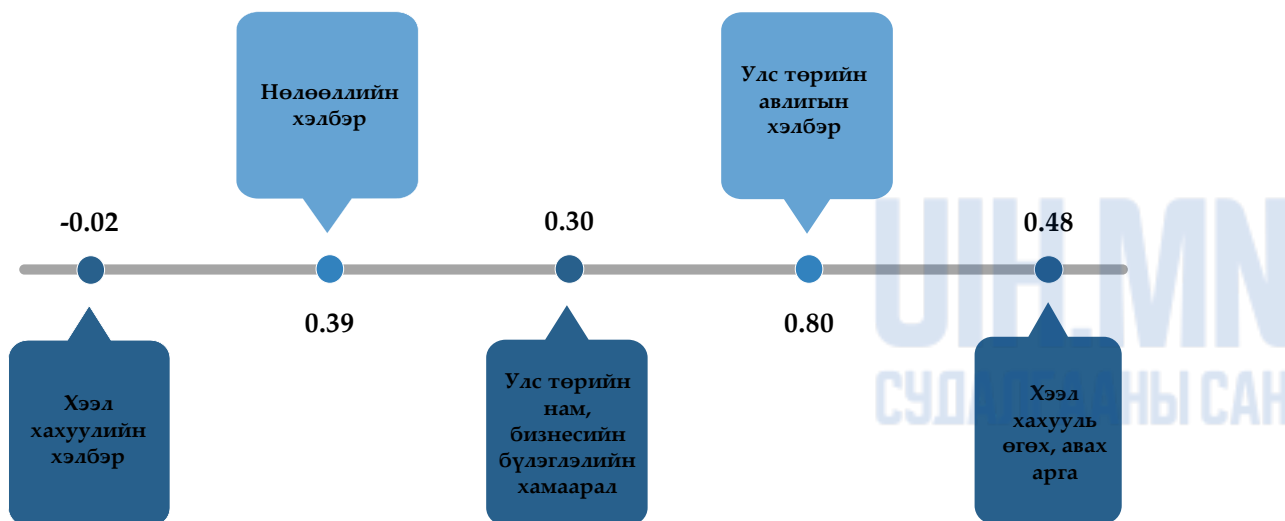 Нөлөөллийн
хэлбэр
Улс төрийн
авлигын
хэлбэр
-0.02
0.30
0.48
0.39
0.80
Хээл
хахуулийн
хэлбэр
Улс төрийн
нам,
бизнесийн
бүлэглэлийн
хамаарал
Хээл
хахууль
өгөх, авах
арга
UIH.MN
СУДАЛГААНЫ САН